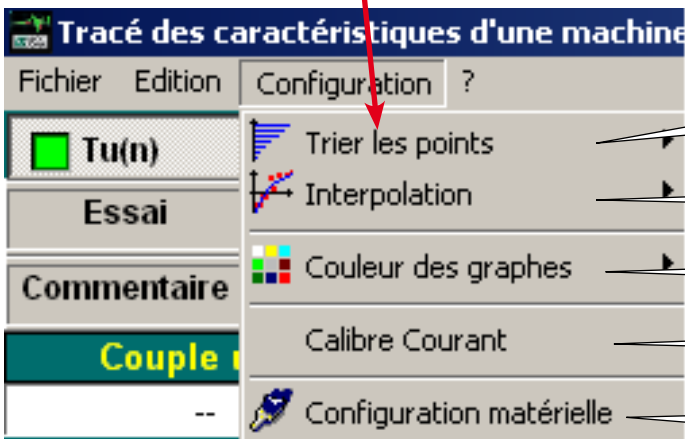 Tracé des caractéristiques d'une machine
Fichier Edition Configuration ?
Tu(n)
Trier les points
Essai
Interpolation
Commentaire
Couleur des graphes
Calibre Courant
Couple
--
Configuration matérielle